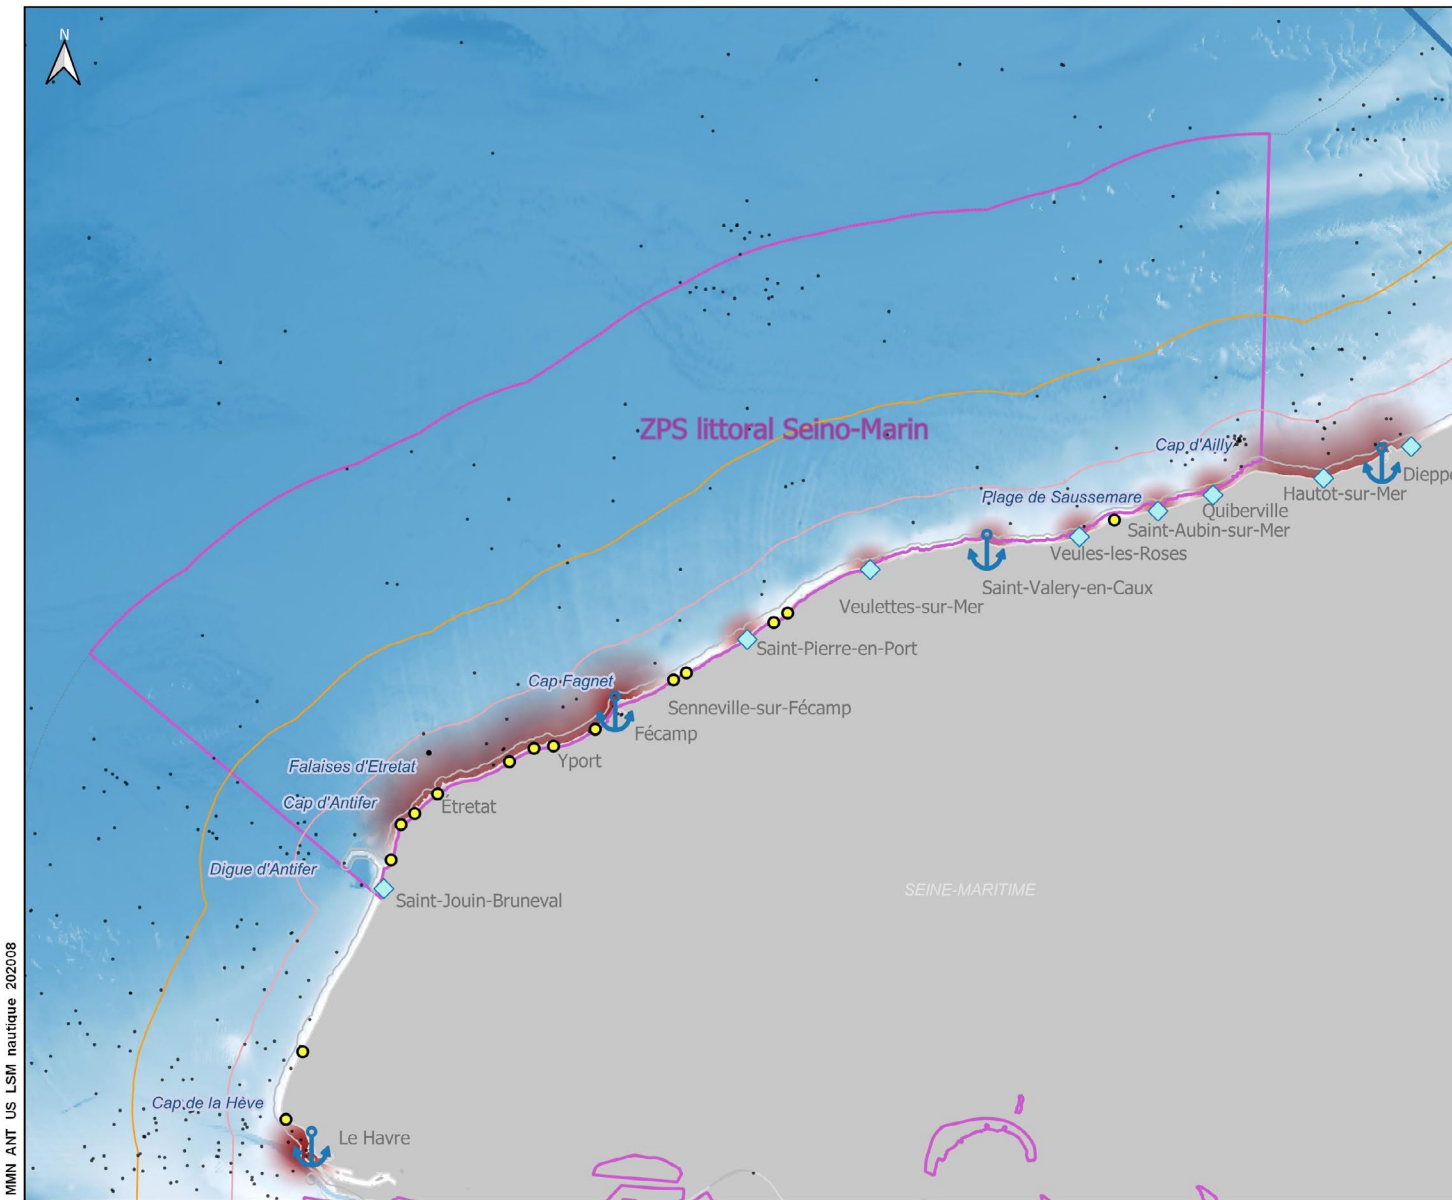 N
ZPS littoral Seino-Marin
Cap d'Ailly
Dieppe
Hautot-sur-Mer
Plage de Saussemare
Quiberville
Saint-Aubin-sur-Mer
Veules-les-Roses
Saint-Valery-en-Caux
Veulettes-sur-Mer
Saint-Pierre-en-Port
Cap Fagnet
Senneville-sur-Fécamp
Fécamp
Yport
Falaises d'Etretat
Cap d'Antifer
Étretat
Digue d'Antifer
SEINE-MARITIME
Saint-Jouin-Bruneval
Cap de la Hève
Le Havre
MMN ANT US LSM nautique 202008